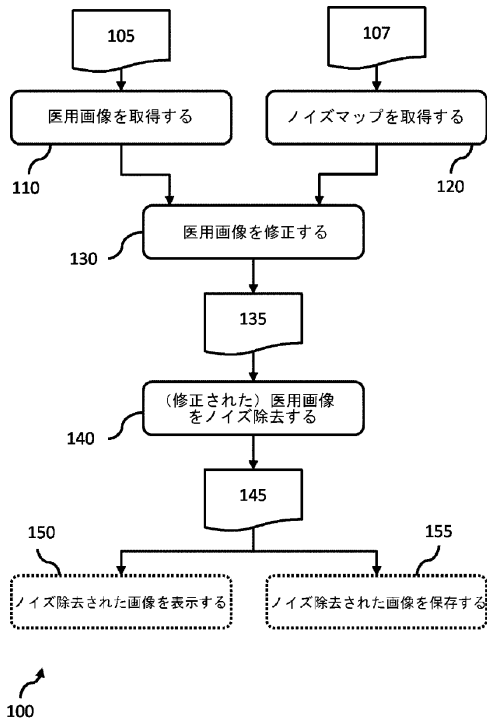 105
107
医用画像を取得する
ノイズマップを取得する
110
120
医用画像を修正する
130
135
(修正された)医用画像
をノイズ除去する
140
145
150
155
ノイズ除去された画像を表示する
ノイズ除去された画像を保存する
100